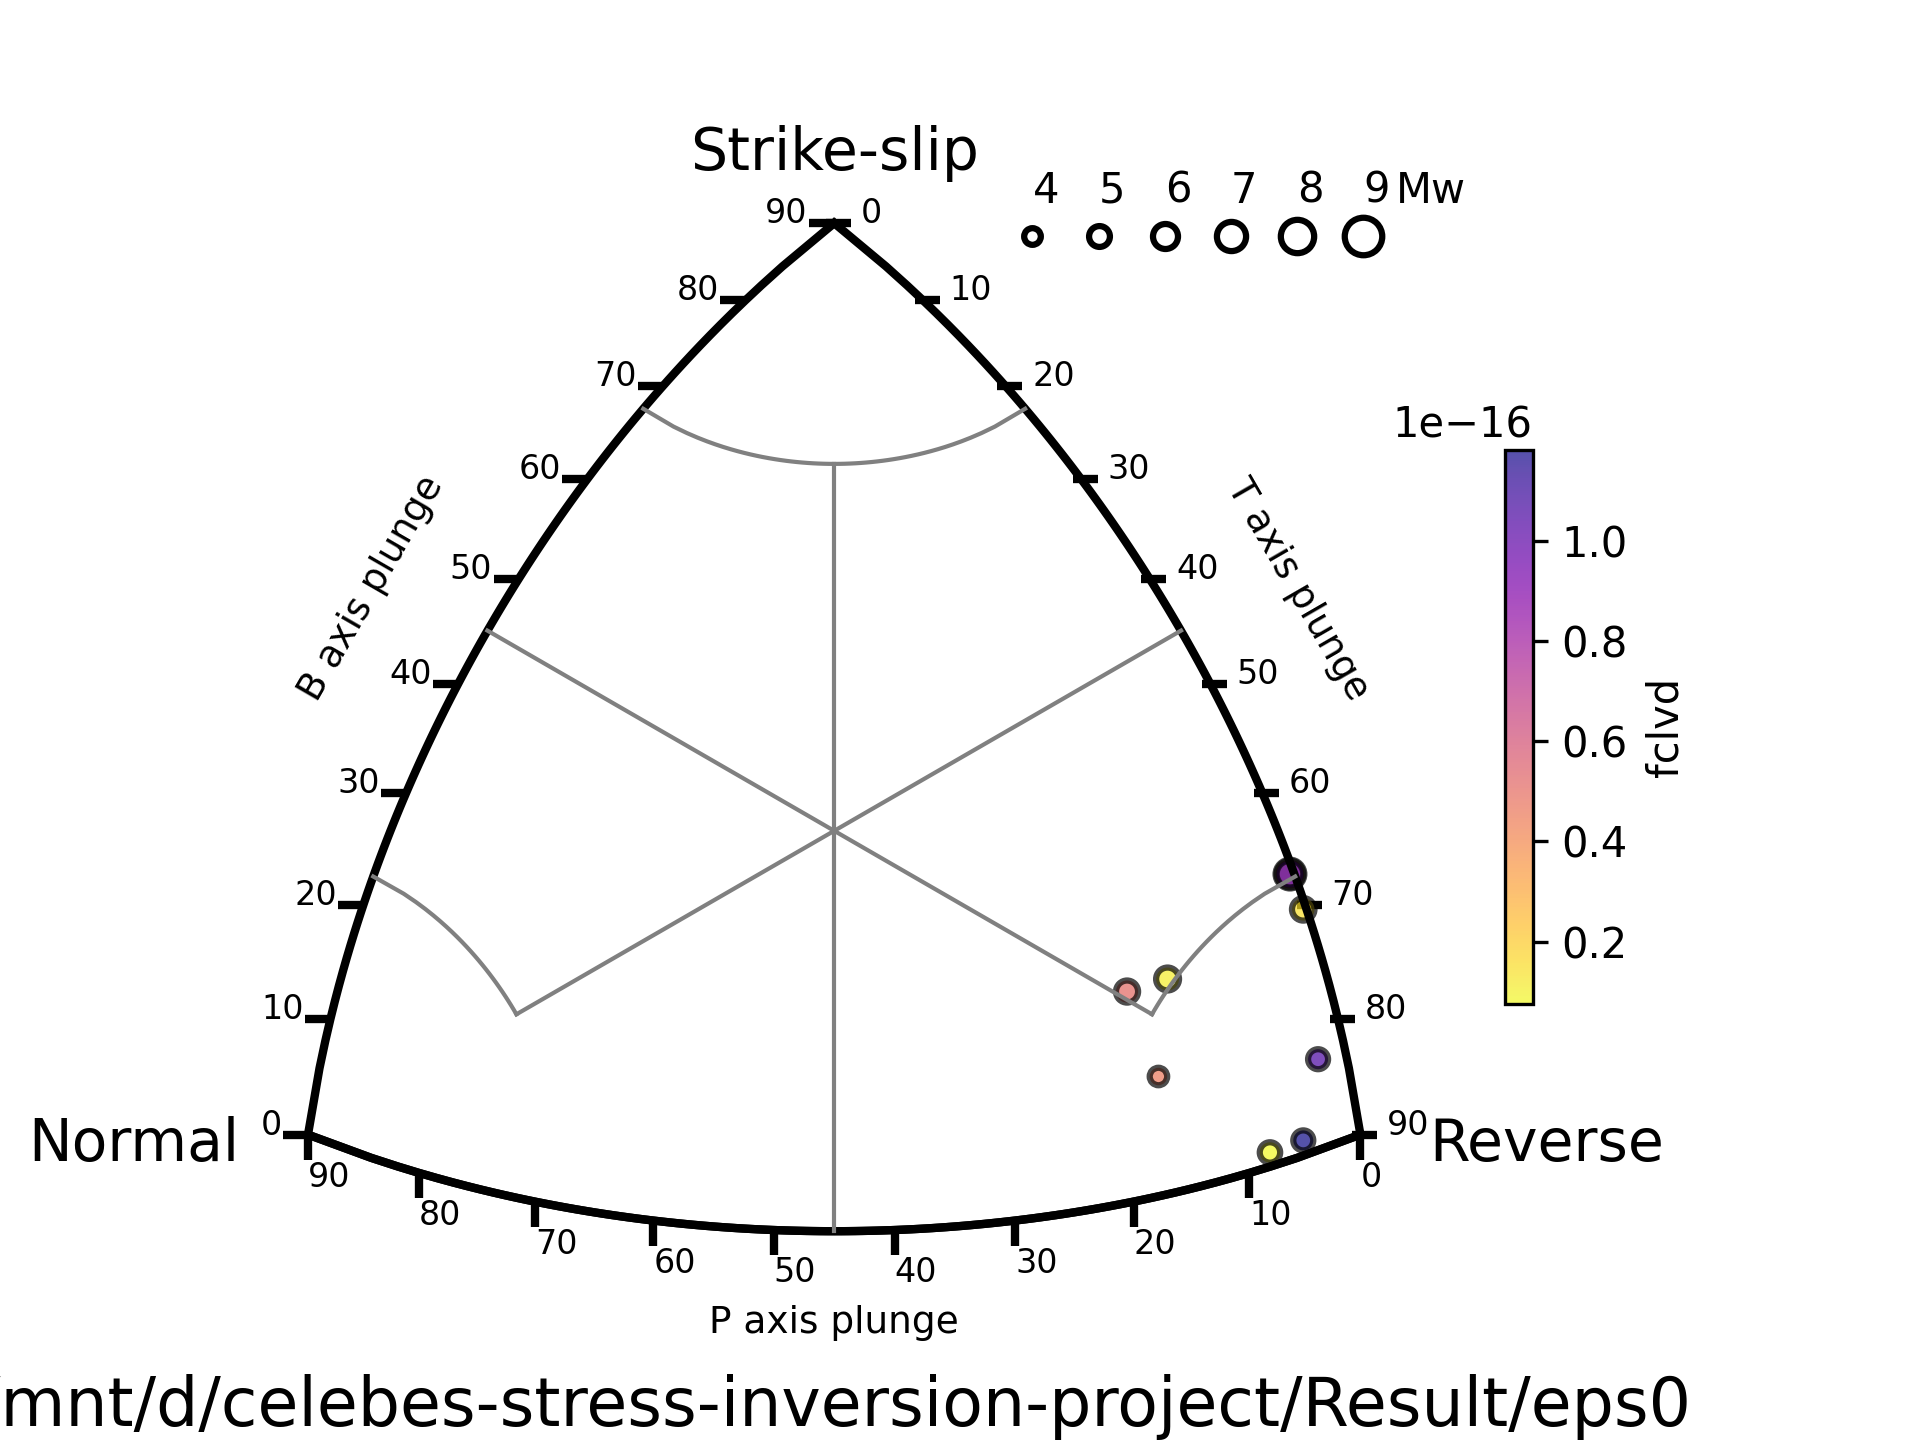 Strike-slip
4 5 6 7 8 9 Mw
90 0
80 10
70 20
1e−16
60 30
50 40
1.0
B axis plunge
T axis plunge
40 50
0.8
fclvd
0.6
30 60
0.4
20 70
0.2
10 80
Normal 0 90 Reverse
90 0
80 10
70 20
60 30
50 40
P axis plunge
mnt/d/celebes-stress-inversion-project/Result/eps0